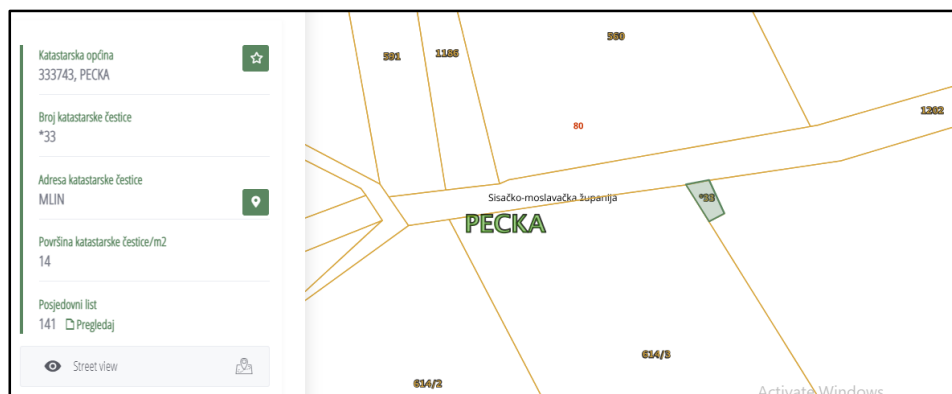 Katastarska općina
333743, PECKA
Broj katastarske čestice
*33
Adresa katastarske čestice
MLIN
Površina katastarske čestice/m2
14
Posjedovni list
141 Pregledaj
Street view
560
591
1186
1262
80
Sisačko-moslavačka županija
*33
PECKA
614/3
614/2
Activate Windows